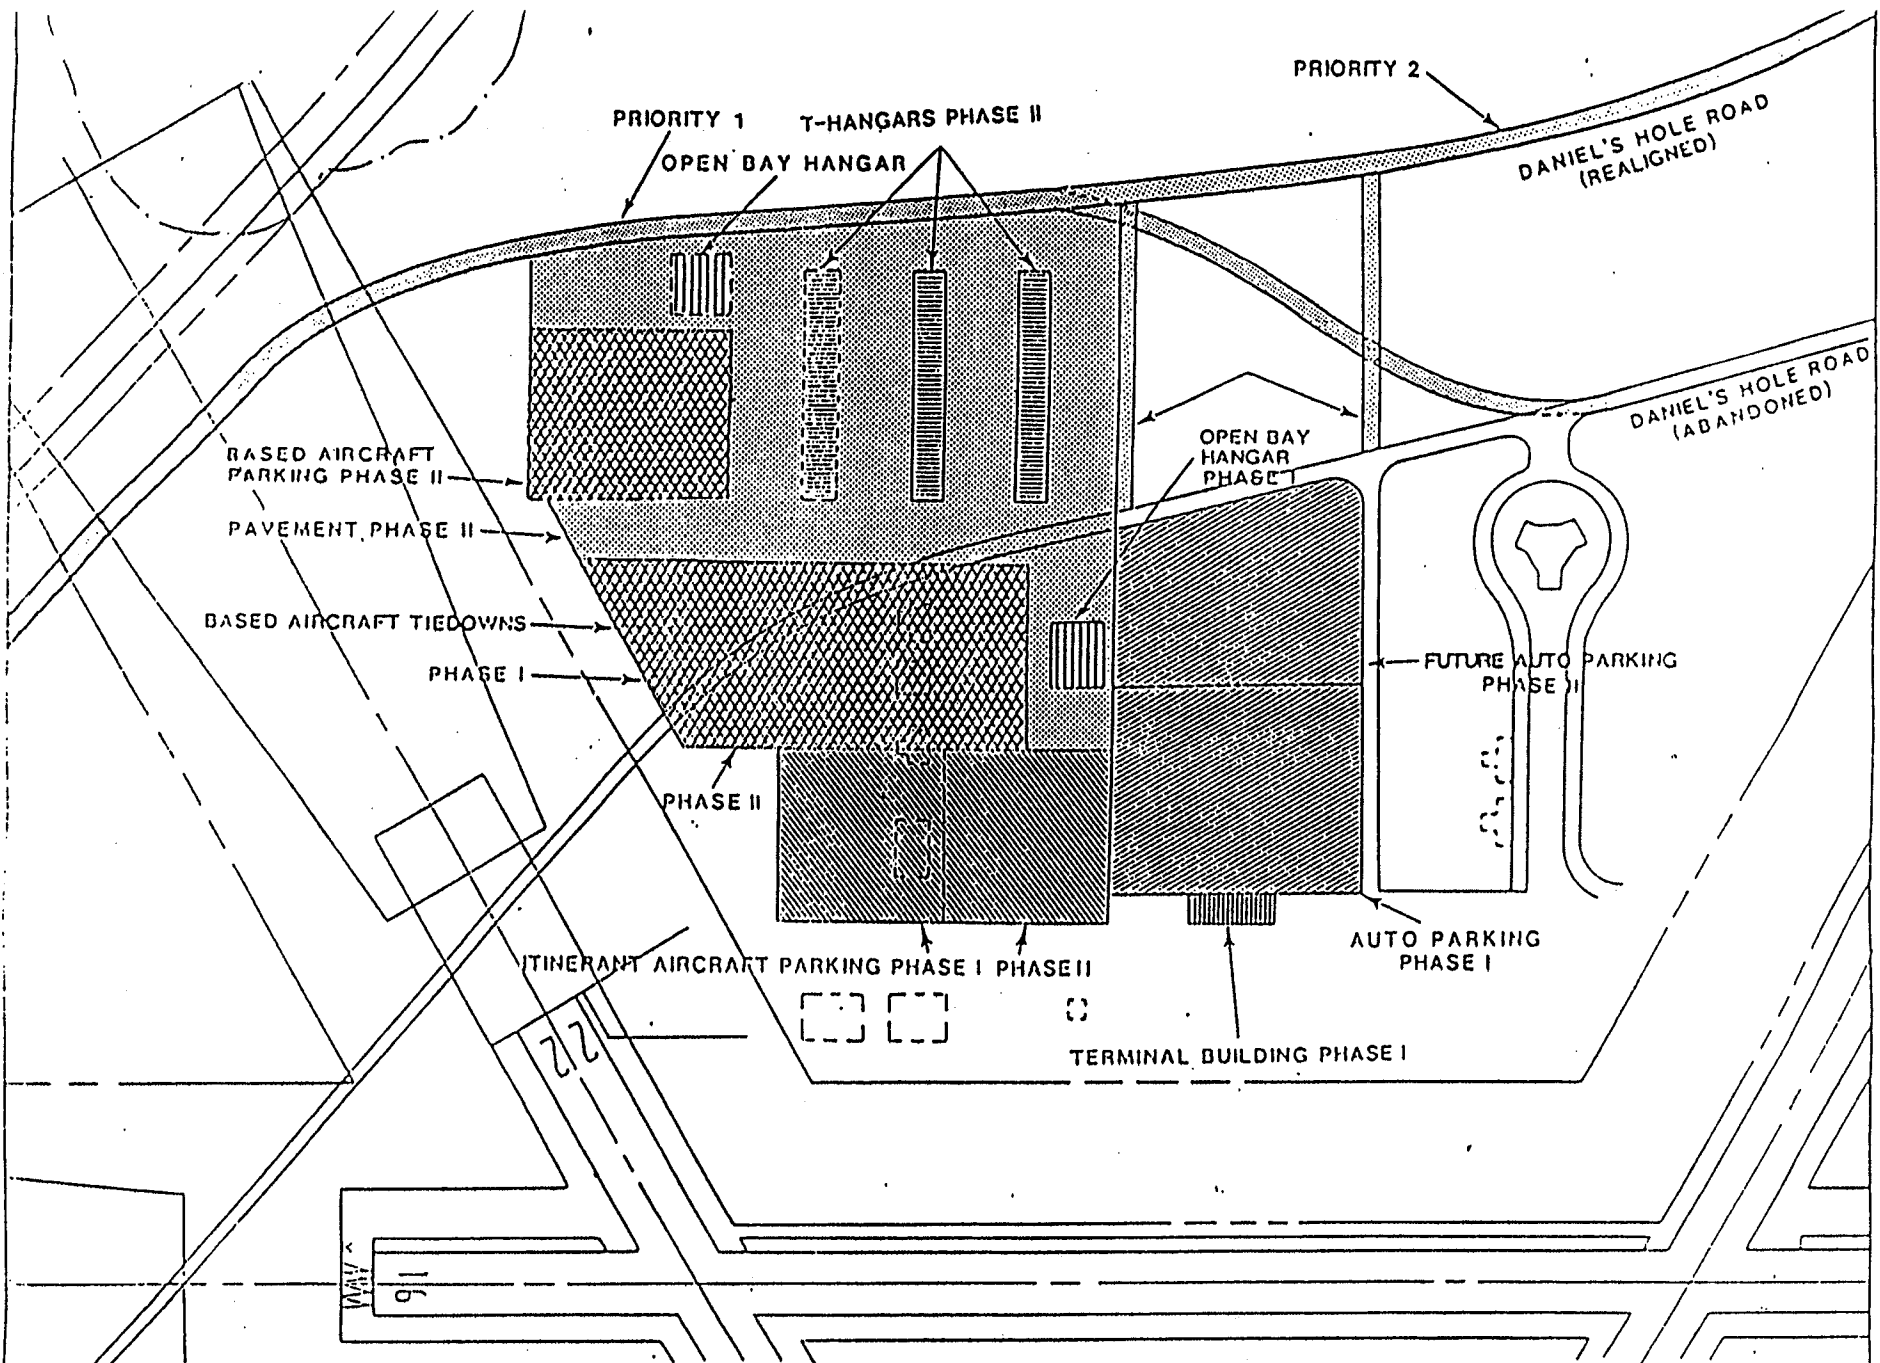 PRIORITY 2
PRIORITY 1
T-HANGARS PHASE II
OPEN BAY HANGAR
DANIEL'S HOLE ROAD
(REALIGNED)
DANIEL'S HOLE ROAD
(ABANDONED)
OPEN BAY
HANGAR
PHASE I
BASED AIRCRAFT
PARKING PHASE II
PAVEMENT PHASE II
BASED AIRCRAFT TIEDOWNS
PHASE I
FUTURE AUTO PARKING
PHASE II
PHASE II
AUTO PARKING
PHASE I
ITINERANT AIRCRAFT PARKING PHASE I PHASE II
TERMINAL BUILDING PHASE I
22
16